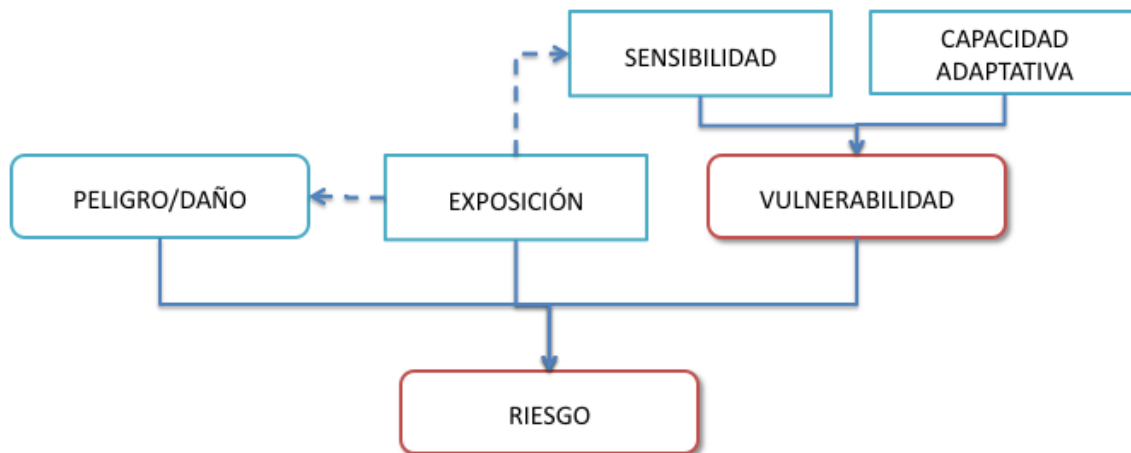 SENSIBILIDAD
CAPACIDAD
ADAPTATIVA
PELIGRO/DAÑO
EXPOSICIÓN
VULNERABILIDAD
RIESGO